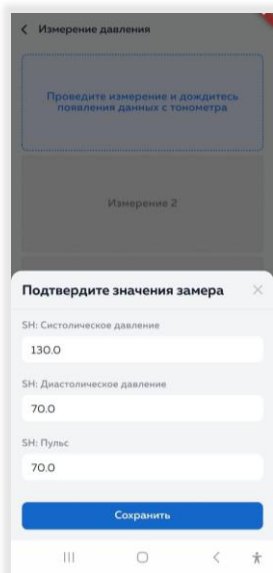 Измерение давления
Проведите измерение и дождитесь
появления данных с тонометра
Измерение 2
Подтвердите значения замера
SH: Систолическое давление
130.0
SH: Диастолическое давление
70.0
SH: Пульс
70.0
Сохранить